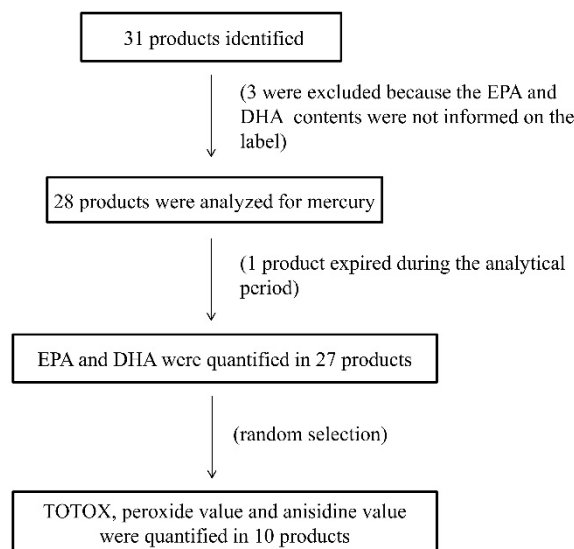 31 products identified
(3 were excluded because the EPA and
DHA contents were not informed on the
label)
28 products were analyzed for mercury
(1 product expired during the analytical
period)
EPA and DHA were quantified in 27 products
(random selection)
TOTOX, peroxide value and anisidine value
were quantified in 10 products